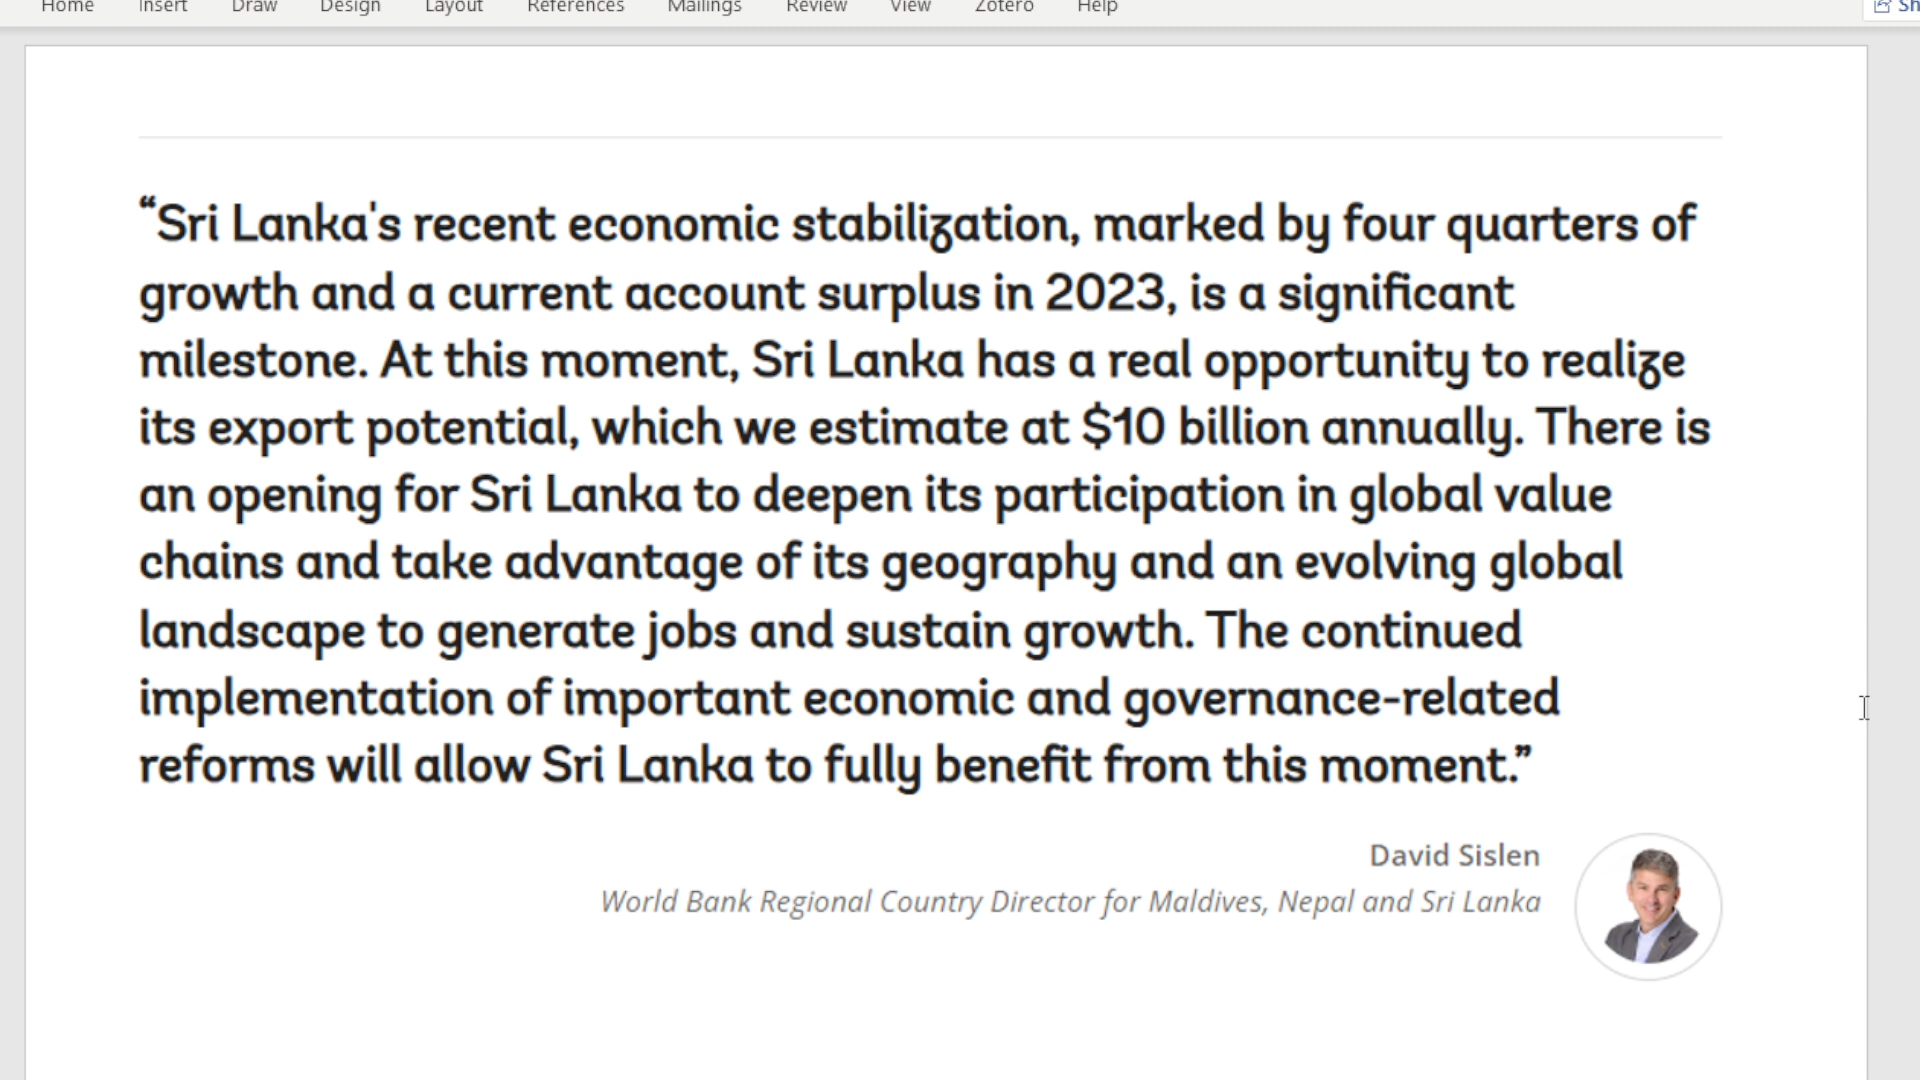 Home Insert Draw Design Layout References Mailings Review View Zotero Help Sh
“Sri Lanka's recent economic stabilization, marked by four quarters of
growth and a current account surplus in 2023, is a significant
milestone. At this moment, Sri Lanka has a real opportunity to realize
its export potential, which we estimate at $10 billion annually. There is
an opening for Sri Lanka to deepen its participation in global value
chains and take advantage of its geography and an evolving global
landscape to generate jobs and sustain growth. The continued
implementation of important economic and governance-related
reforms will allow Sri Lanka to fully benefit from this moment.”
David Sislen
World Bank Regional Country Director for Maldives, Nepal and Sri Lanka